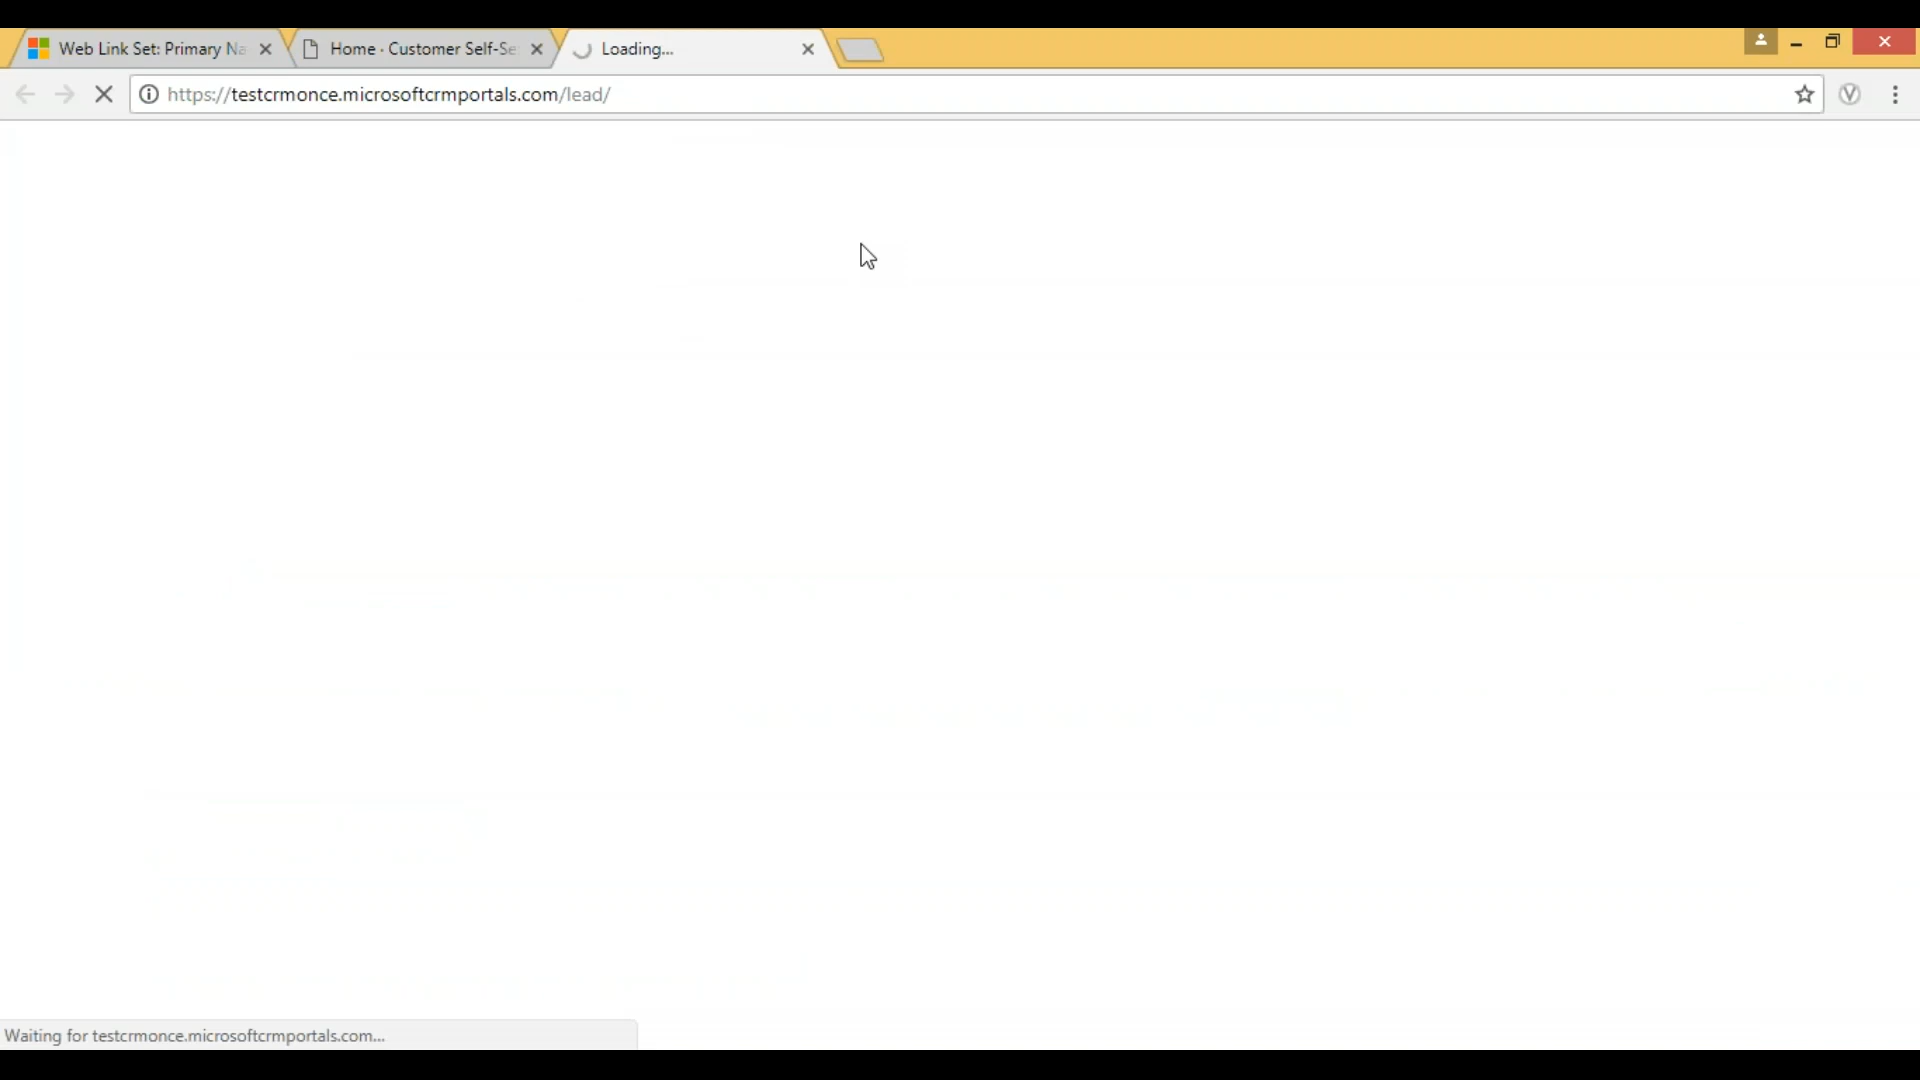 Web Link Set: Primary Na
Home · Customer Self-Se
Loading...
https://testcrmonce.microsoftcrmportals.com/lead/
Waiting for testcrmonce.microsoftcrmportals.com...